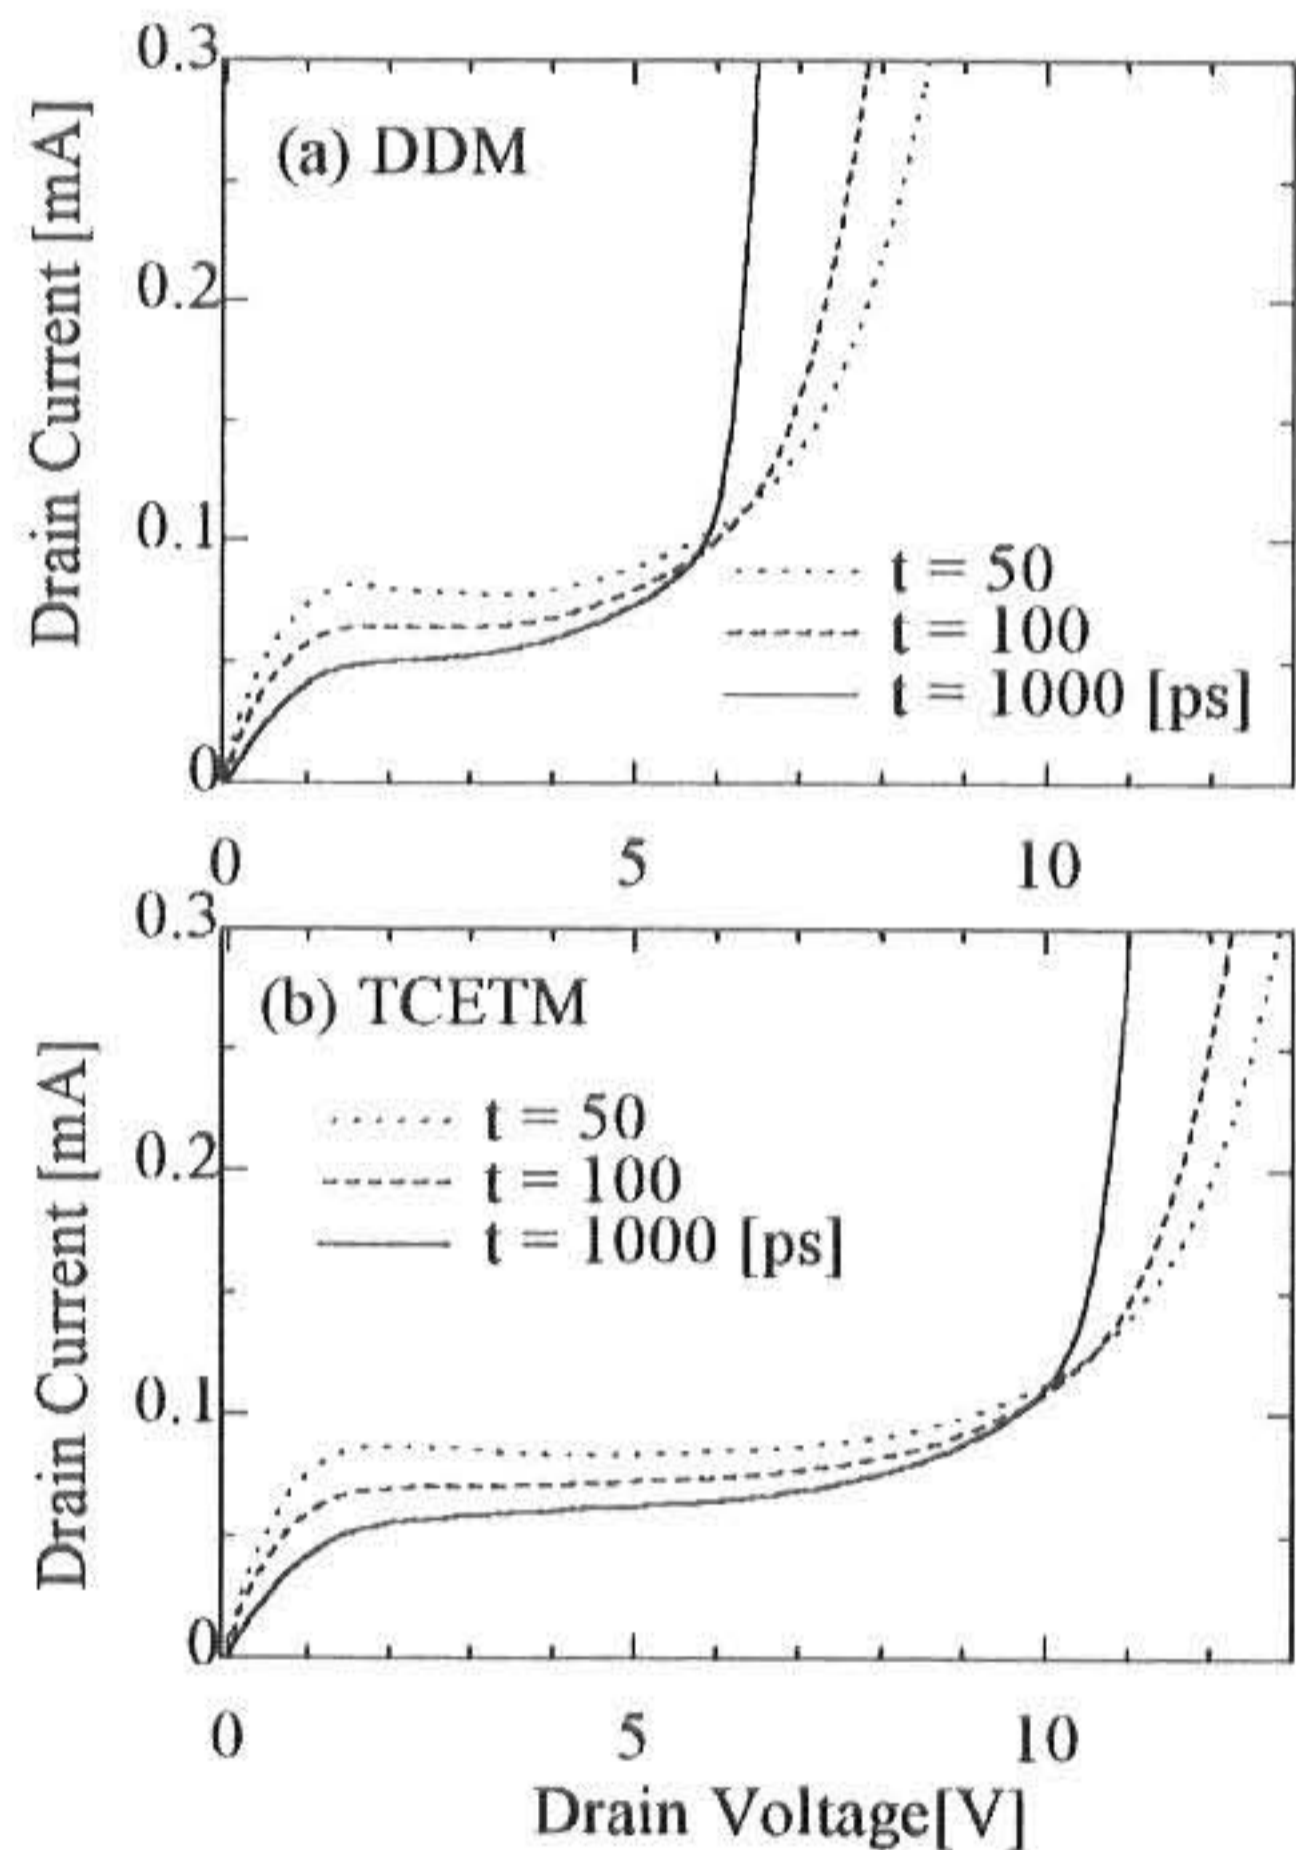 0.3
(a) DDM
0.2
Drain Current [mA]
0.1
t = 50
t = 100
t = 1000 [ps]
0
0 5 10
0.3
(b) TCETM
t = 50
0.2
t = 100
t = 1000 [ps]
Drain Current [mA]
0.1
0
0 5 10
Drain Voltage[V]